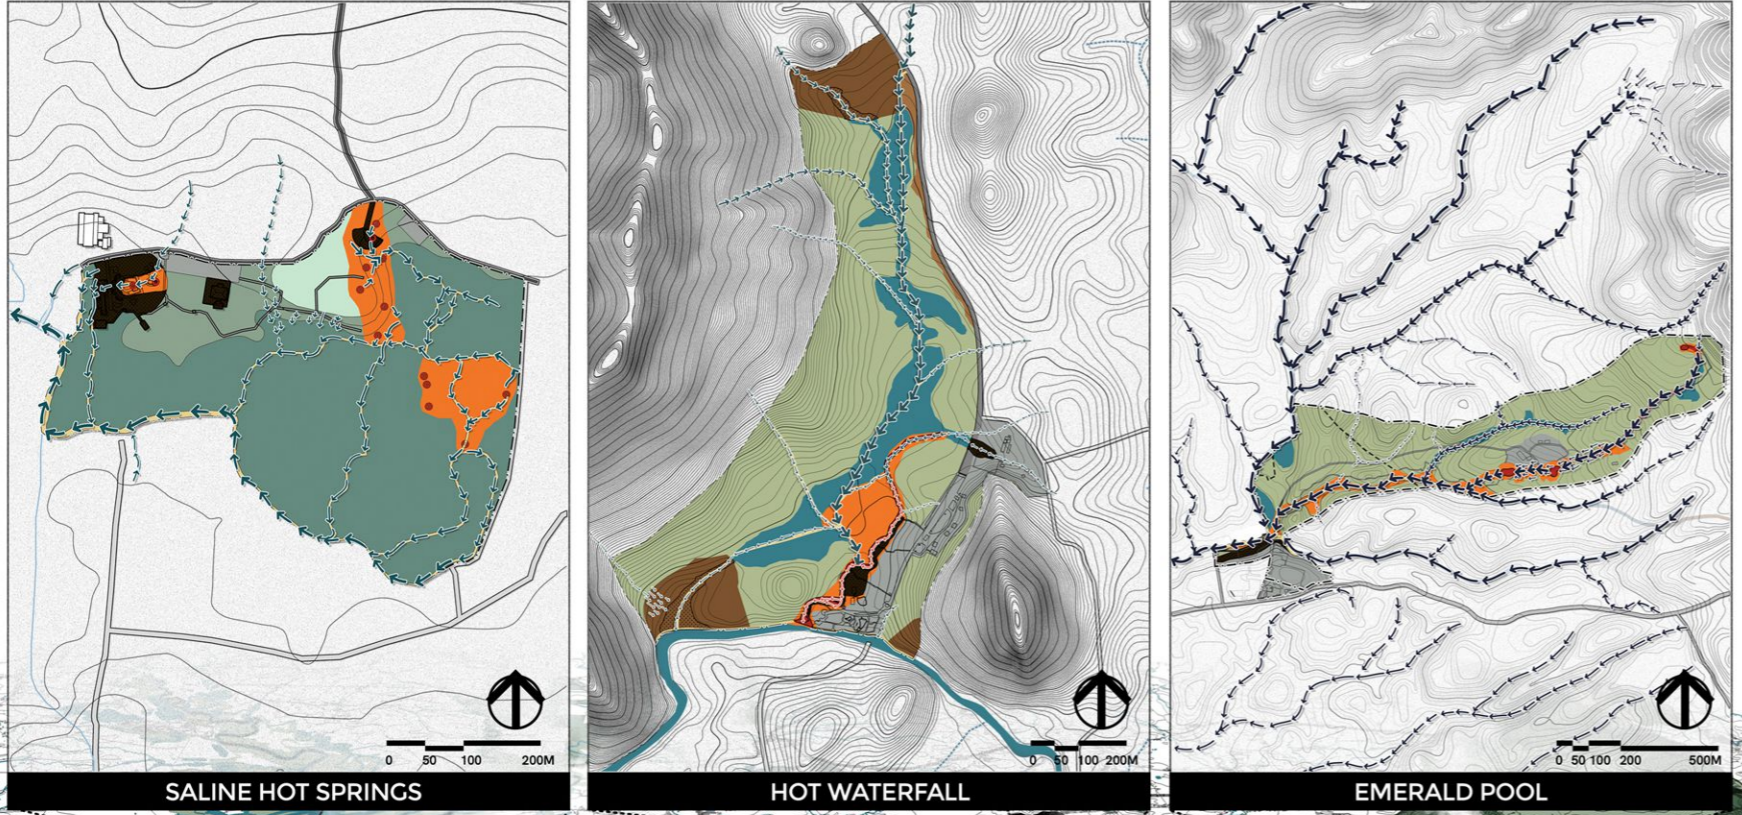 0 50 100 200M
SALINE HOT SPRINGS
0 50 100 200M
HOT WATERFALL
0 50 100 200 500M
EMERALD POOL